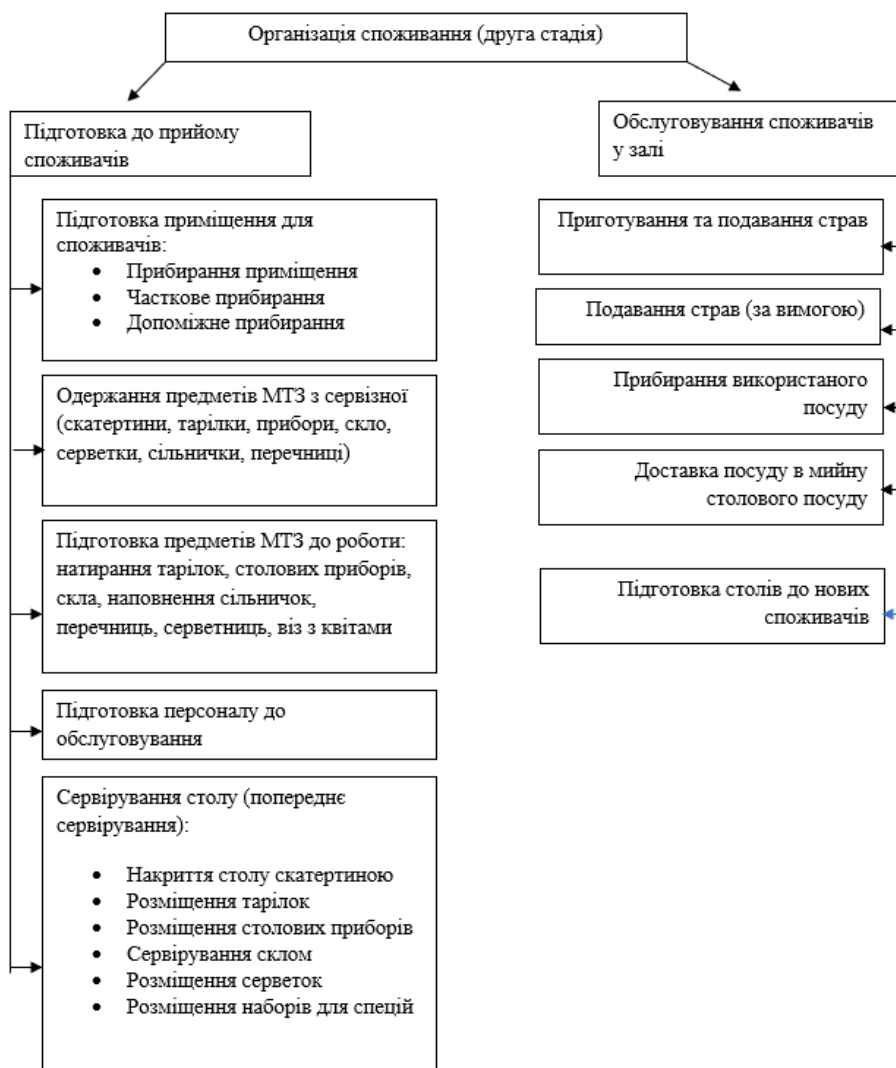 Організація споживання (друга стадія)
Підготовка до прийому
споживачів
Підготовка приміщення для
споживачів:
• Прибирання приміщення
• Часткове прибирання
• Допоміжне прибирання
Одержання предметів МТЗ з сервізної
(скатертини, тарілки, прибори, скло,
серветки, сільнички, перечниці)
Підготовка предметів МТЗ до роботи:
натирання тарілок, столових приборів,
скла, наповнення сільничок,
перечниць, серветниць, віз з квітами
Підготовка персоналу до
обслуговування
Сервірування столу (попереднє
сервірування):
• Накриття столу скатертиною
• Розміщення тарілок
• Розміщення столових приборів
• Сервірування склом
• Розміщення серветок
• Розміщення наборів для спецій
Обслуговування споживачів
у залі
Приготування та подавання страв
Подавання страв (за вимогою)
Прибирання використаного
посуду
Доставка посуду в мийну
столового посуду
Підготовка столів до нових
споживачів